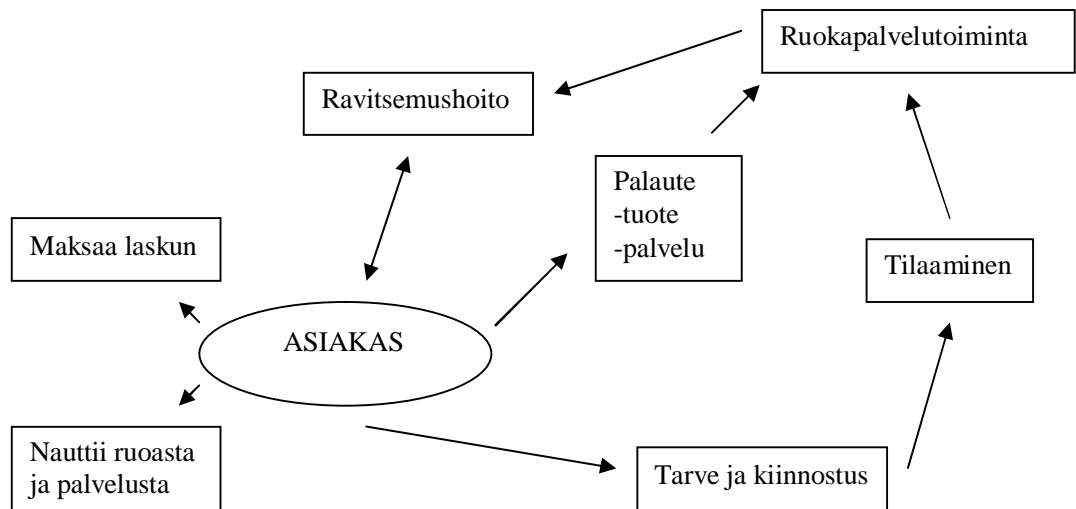 Ruokapalvelutoiminta
Ravitsemushoito
Palaute
-tuote
-palvelu
Maksaa laskun
Tilaaminen
ASIAKAS
Nauttii ruoasta
ja palvelusta
Tarve ja kiinnostus